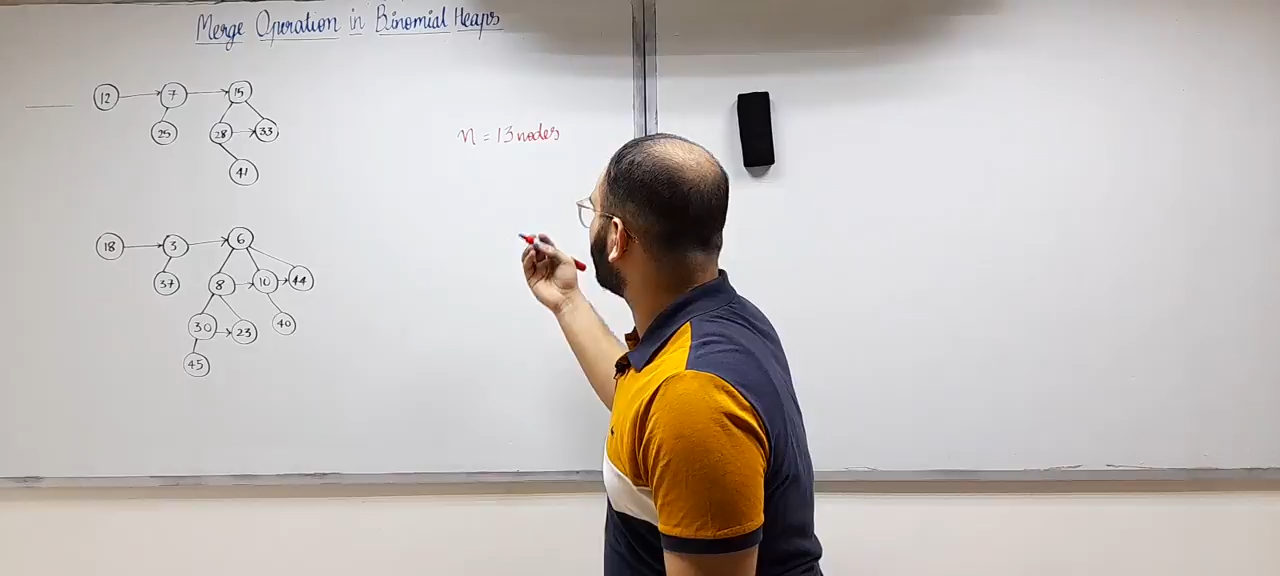 Merge Operation in Binomial Heaps
12 7 15
25 28 33
41
n = 13 nodes
18 3 6
37 8 10 44
30 23 40
45